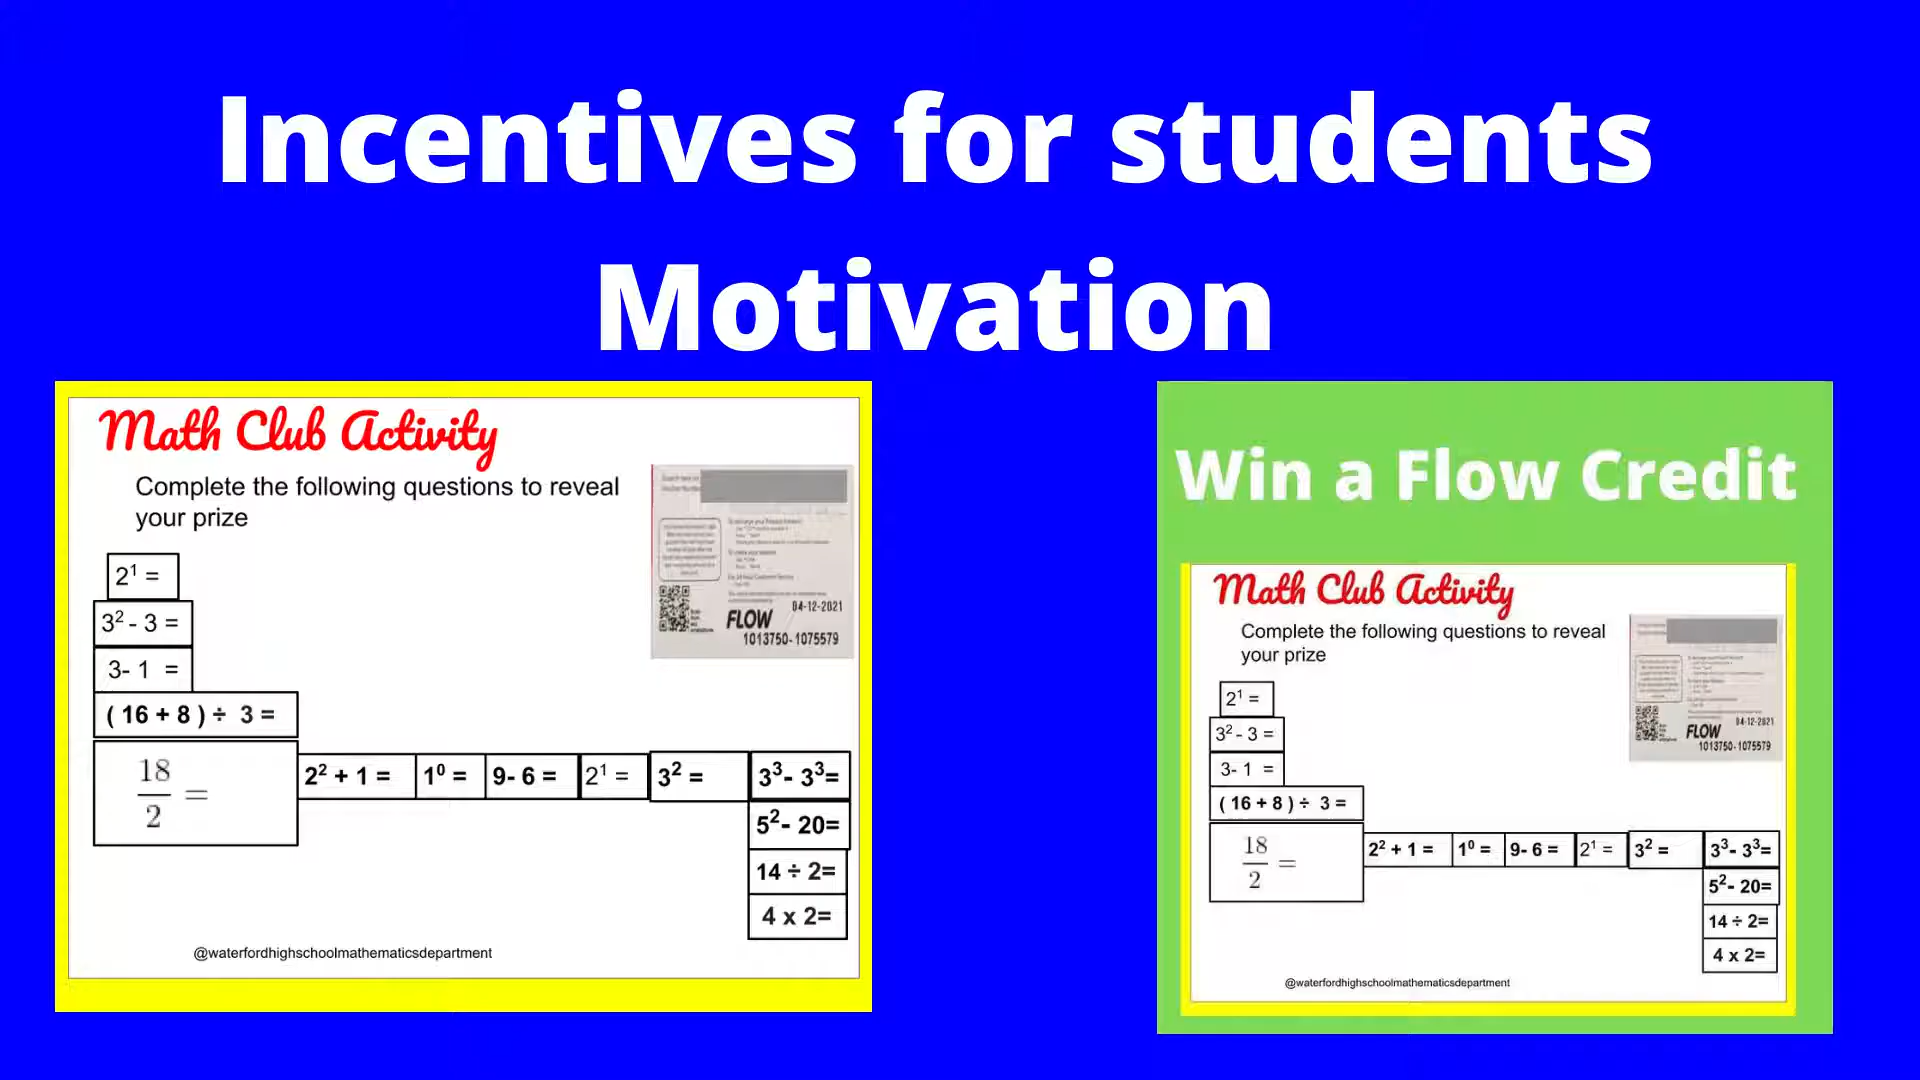 Incentives for students
Motivation
Math Club Activity
Complete the following questions to reveal
your prize
2¹ =
3² - 3 =
3- 1 =
( 16 + 8 ) ÷ 3 =
18
2
=
2² + 1 =
1⁰ =
9- 6 =
2¹ =
3² =
3³- 3³=
5²- 20=
14 ÷ 2=
4 x 2=
04-12-2021
FLOW
1013750-1075579
@waterfordhighschoolmathematicsdepartment
Win a Flow Credit
Math Club Activity
Complete the following questions to reveal
your prize
2¹ =
3² - 3 =
3- 1 =
( 16 + 8 ) ÷ 3 =
18
2
=
2² + 1 =
1⁰ =
9- 6 =
2¹ =
3² =
3³- 3³=
5²- 20=
14 ÷ 2=
4 x 2=
04-12-2021
FLOW
1013750-1075579
@waterfordhighschoolmathematicsdepartment